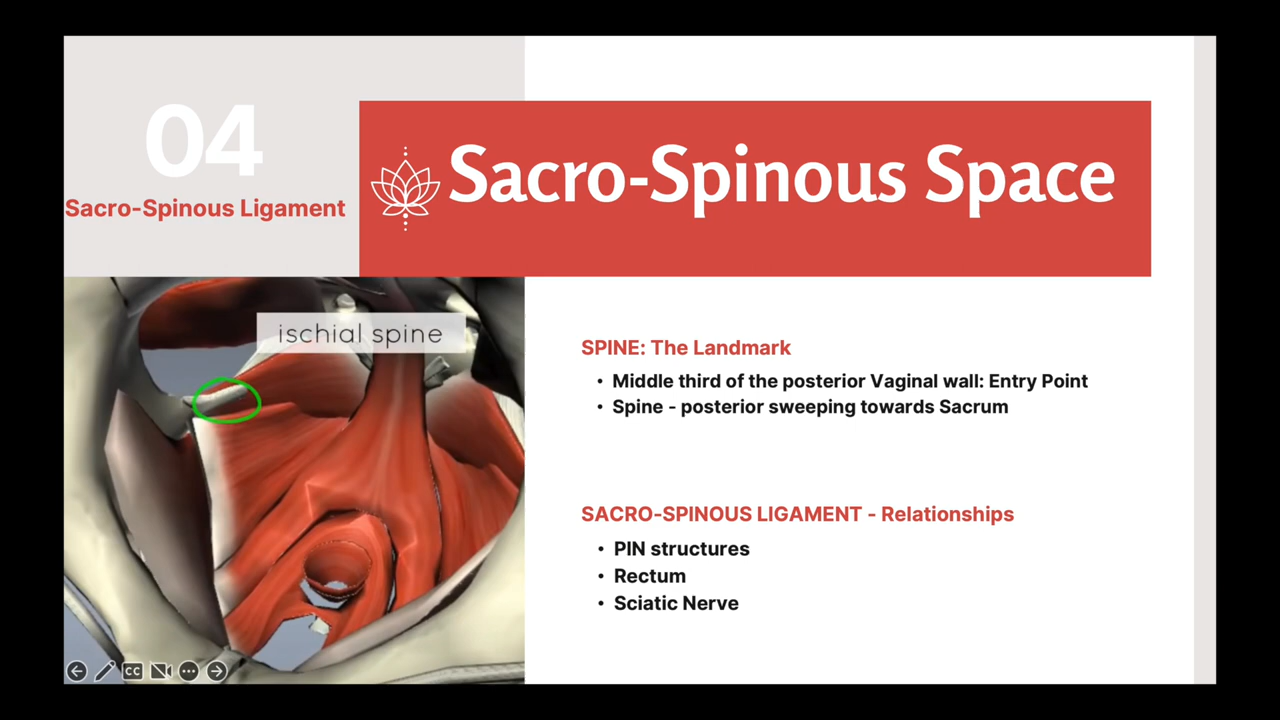 04
Sacro-Spinous Ligament
Sacro-Spinous Space
ischial spine
SPINE: The Landmark
• Middle third of the posterior Vaginal wall: Entry Point
• Spine - posterior sweeping towards Sacrum
SACRO-SPINOUS LIGAMENT - Relationships
• PIN structures
• Rectum
• Sciatic Nerve
CC